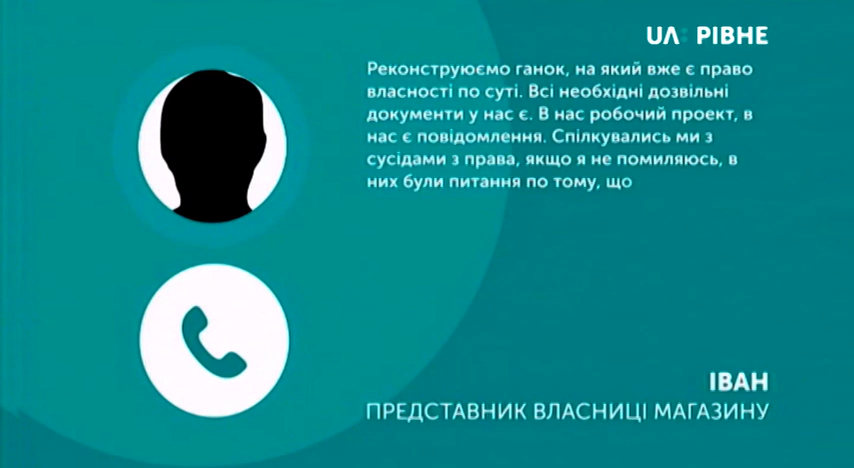 UA: РІВНЕ
Реконструюємо ганок, на який вже є право
власності по суті. Всі необхідні дозвільні
документи у нас є. В нас робочий проект, в
нас є повідомлення. Спілкувались ми з
сусідами з права, якщо я не помиляюсь, в
них були питання по тому, що
ІВАН
ПРЕДСТАВНИК ВЛАСНИЦІ МАГАЗИНУ